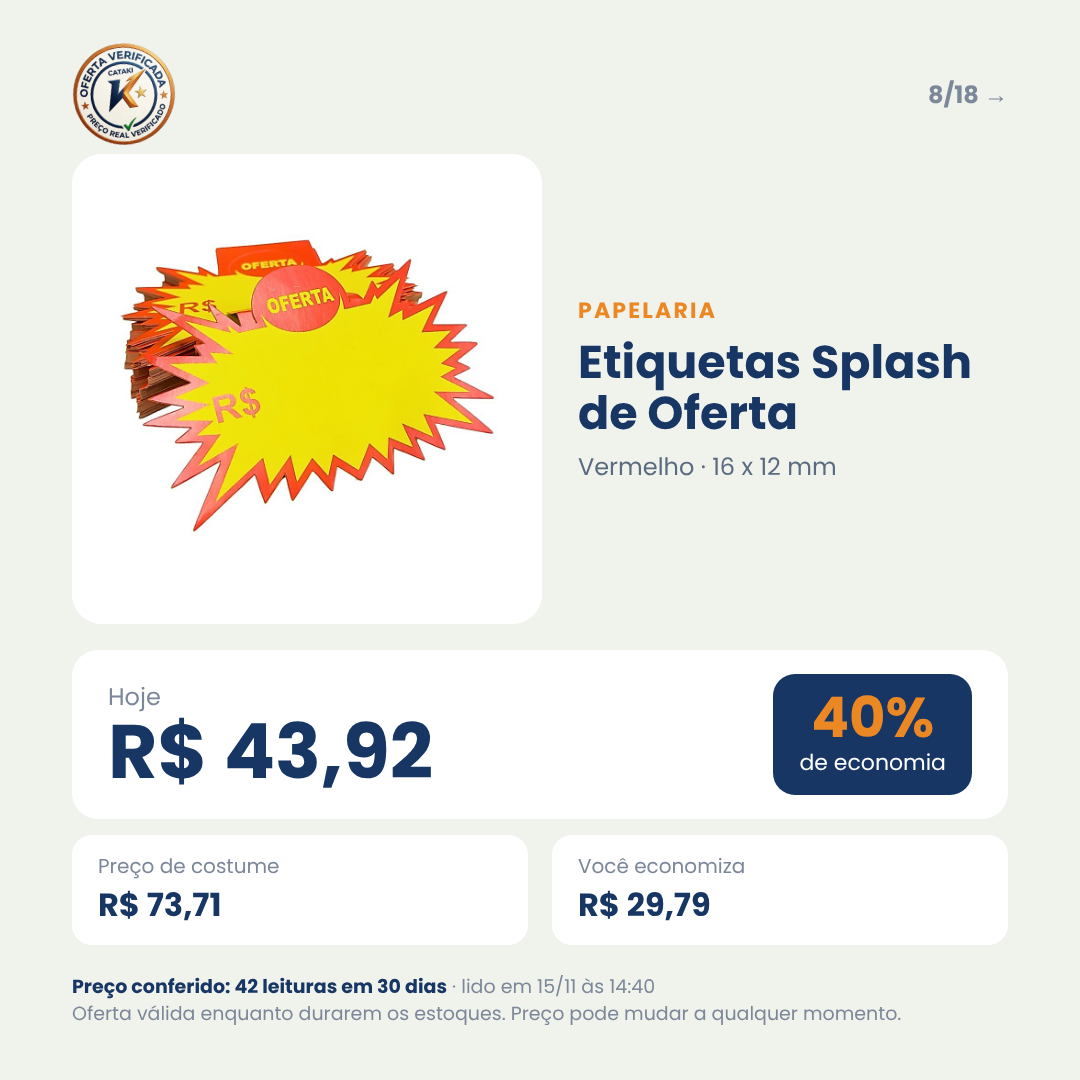 OFERTA VERIFICADA
CATAKI
K
PREÇO REAL VERIFICADO
8/18 →
OFERTA
R$
OFERTA
R$
PAPELARIA
Etiquetas Splash
de Oferta
Vermelho · 16 x 12 mm
Hoje
R$ 43,92
40%
de economia
Preço de costume
R$ 73,71
Você economiza
R$ 29,79
Preço conferido: 42 leituras em 30 dias · lido em 15/11 às 14:40
Oferta válida enquanto durarem os estoques. Preço pode mudar a qualquer momento.